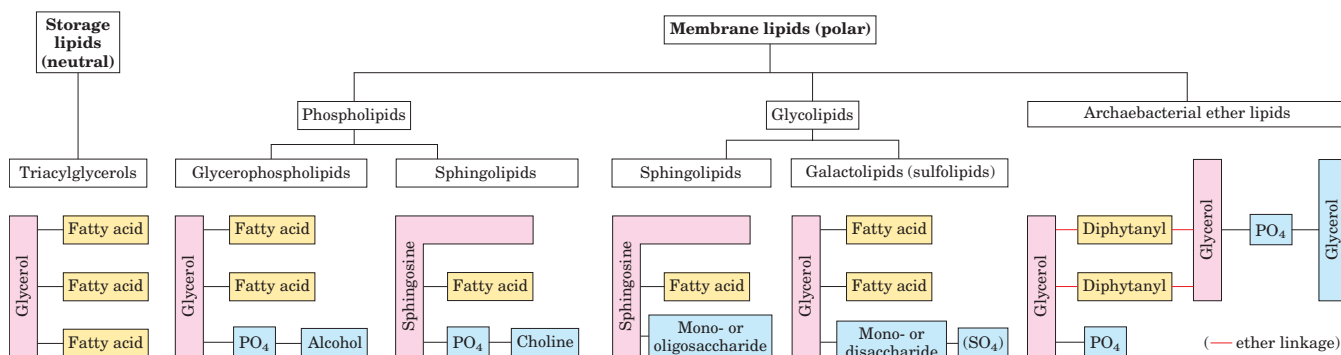 Storage
lipids
(neutral)
Membrane lipids (polar)
Phospholipids
Glycolipids
Archaebacterial ether lipids
Triacylglycerols
Glycerophospholipids
Sphingolipids
Sphingolipids
Galactolipids (sulfolipids)
Glycerol
Fatty acid
Fatty acid
Fatty acid
Glycerol
Fatty acid
Fatty acid
PO₄
Alcohol
Sphingosine
Fatty acid
PO₄
Choline
Sphingosine
Fatty acid
Mono- or
oligosaccharide
Glycerol
Fatty acid
Fatty acid
Mono- or
disaccharide
(SO₄)
Glycerol
Diphytanyl
Diphytanyl
PO₄
Glycerol
PO₄
Glycerol
(— ether linkage)